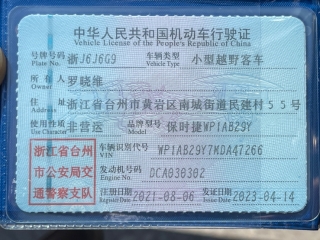 中华人民共和国机动车行驶证
Vehicle License of the People's Republic of China
号牌号码 浙J6J6G9 车辆类型 小型越野客车
Plate No. Vehicle Type
所有人 罗晓维
Owner
住址 浙江省台州市黄岩区南城街道民建村55号
Address
使用性质 非营运 品牌型号 保时捷WP1AB29Y
Use Character Model
浙江省台州
市公安局交
通警察支队
车辆识别代号 WP1AB29Y7KDA47266
VIN
发动机号码 DCA030302
Engine No.
注册日期 2021-08-06 发证日期 2023-04-14
Register Date Issue Date